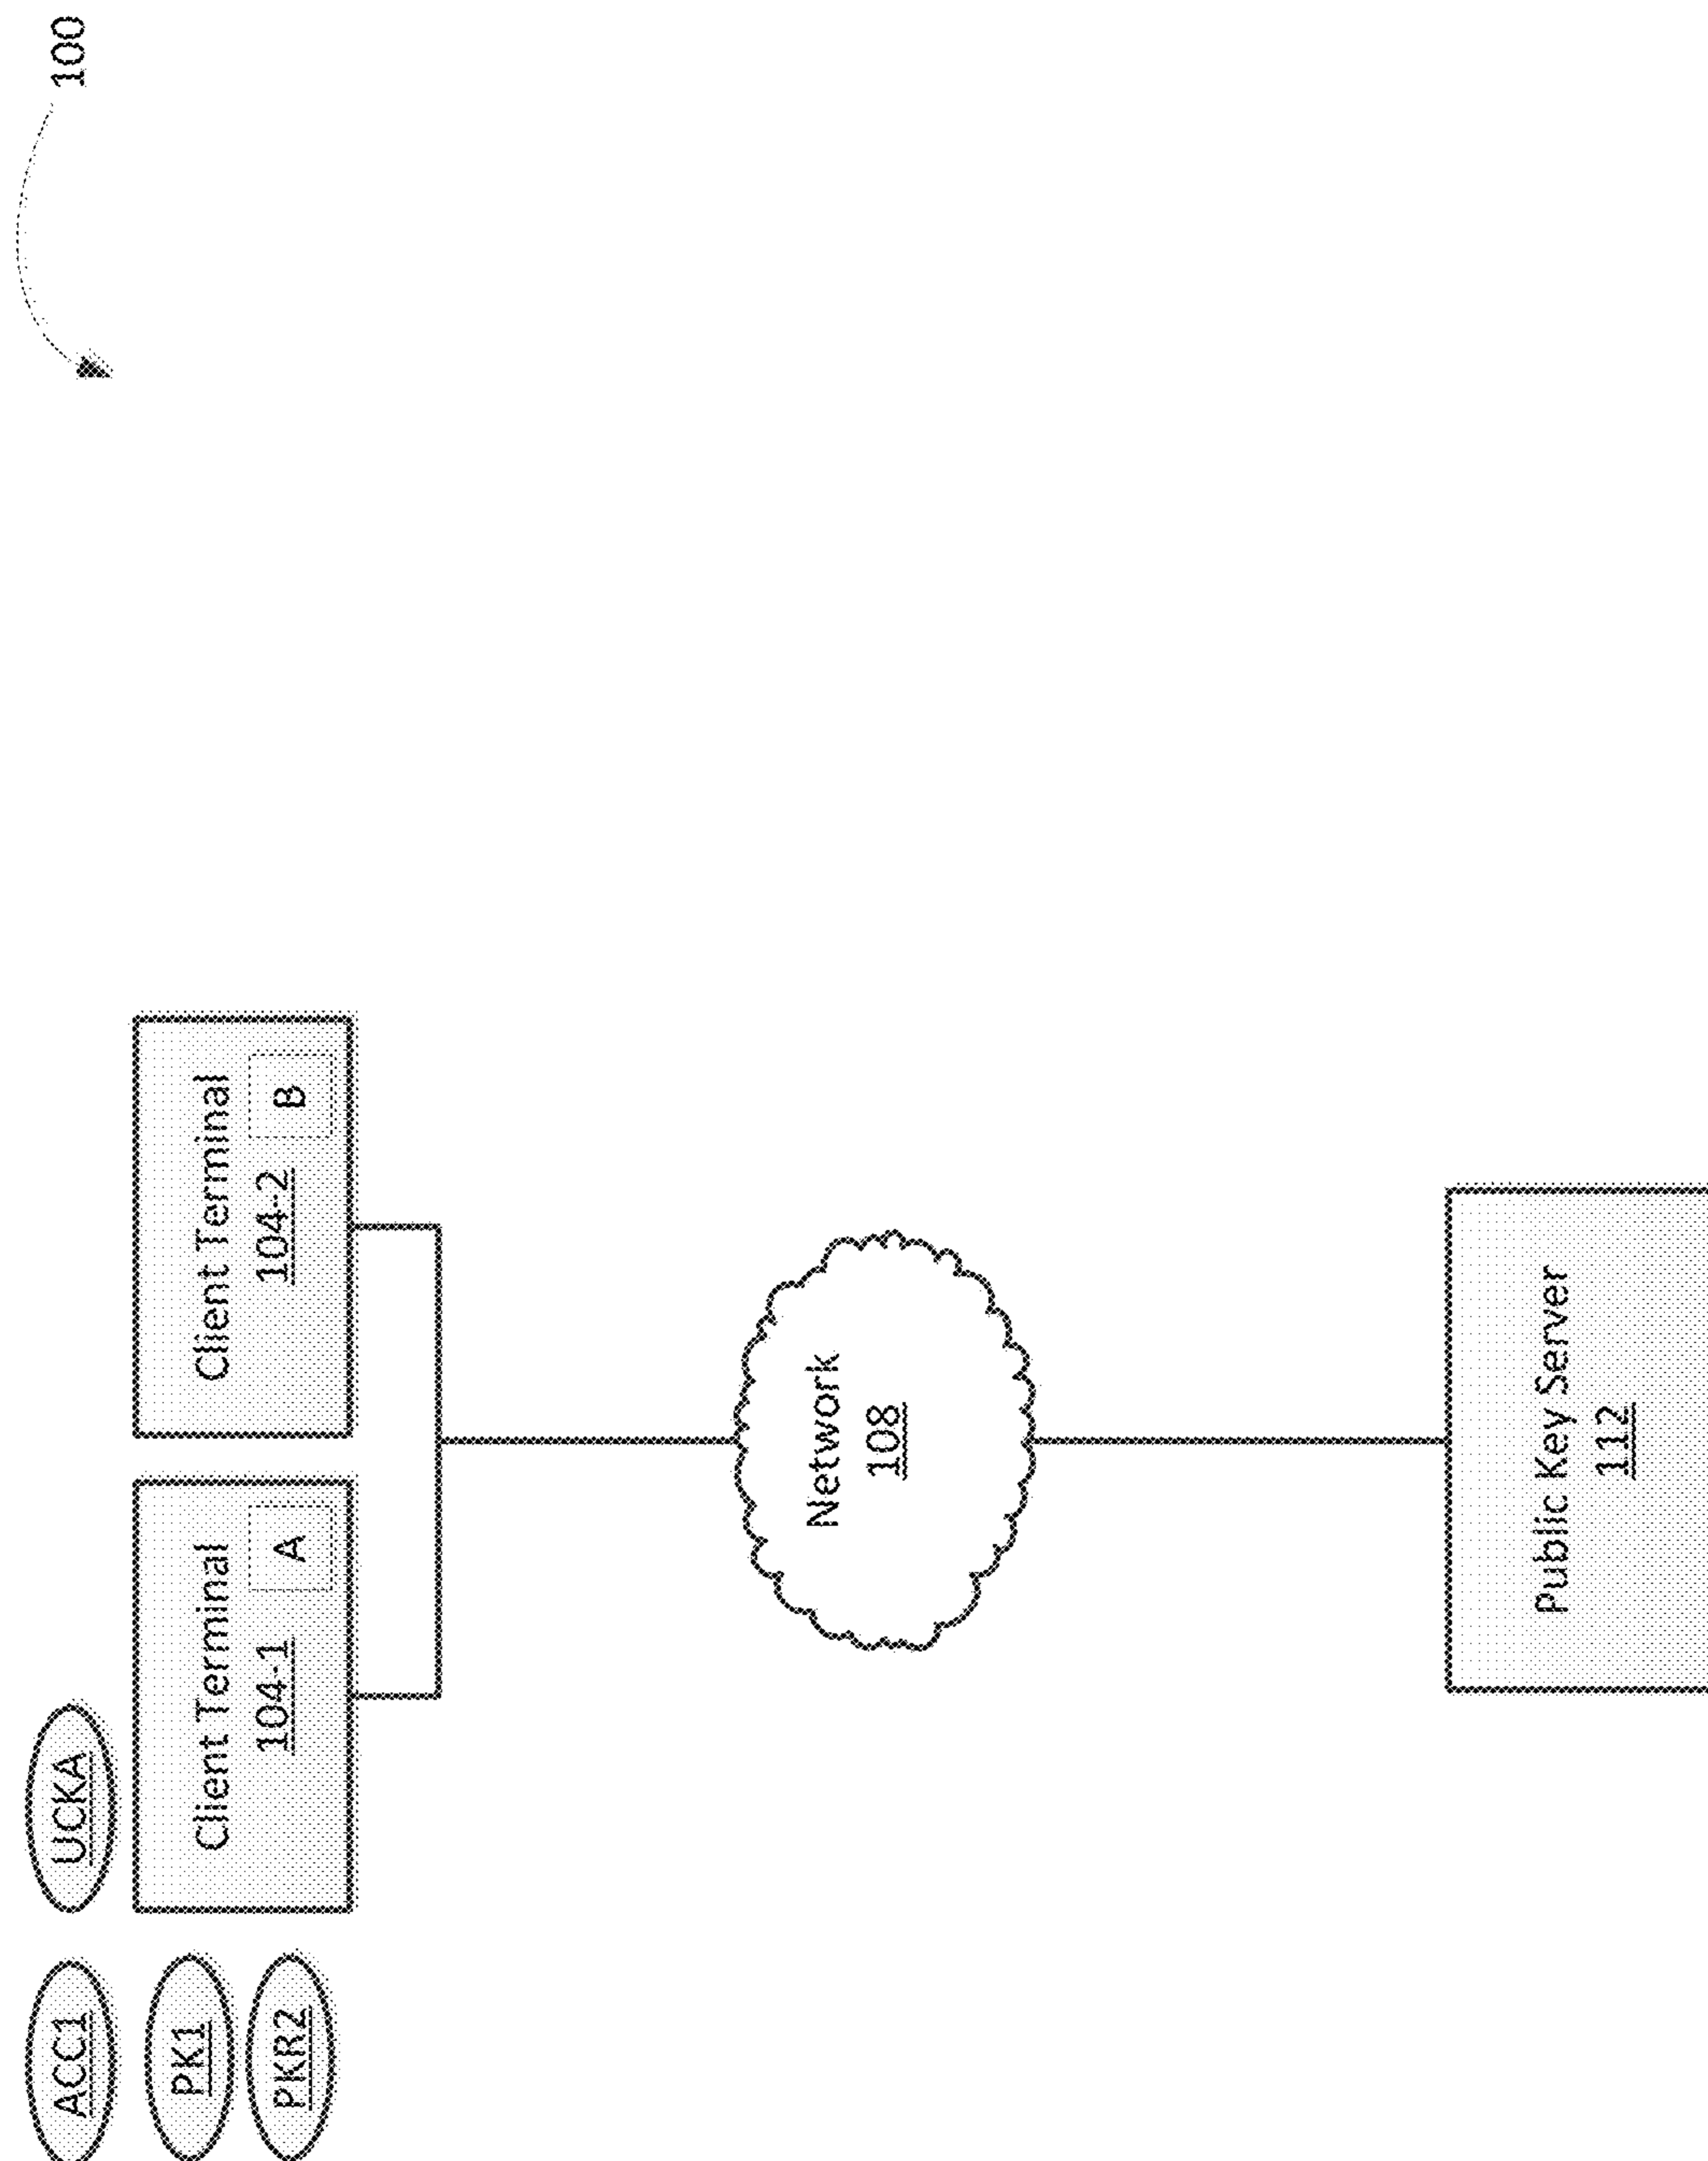 100
ACC1
UCKA
PK1
PKR2
Client Terminal
104-1
A
Client Terminal
104-2
B
Network
108
Public Key Server
112